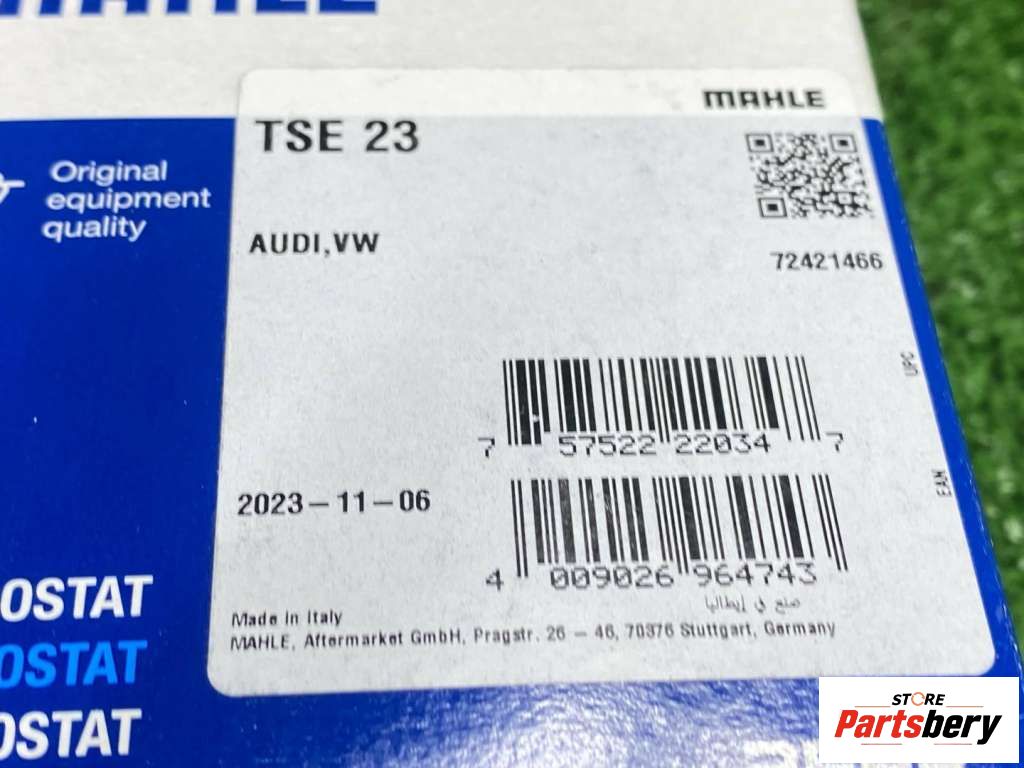 MAHLE
MAHLE
TSE 23
Original
equipment
quality
AUDI,VW
72421466
UPC
7 57522 22034 7
EAN
2023-11-06
4 009026 964743
صنع في إيطاليا
Made in Italy
MAHLE, Aftermarket GmbH, Pragstr. 26 - 46, 70376 Stuttgart, Germany
OSTAT
OSTAT
OSTAT
STORE
Partsbery